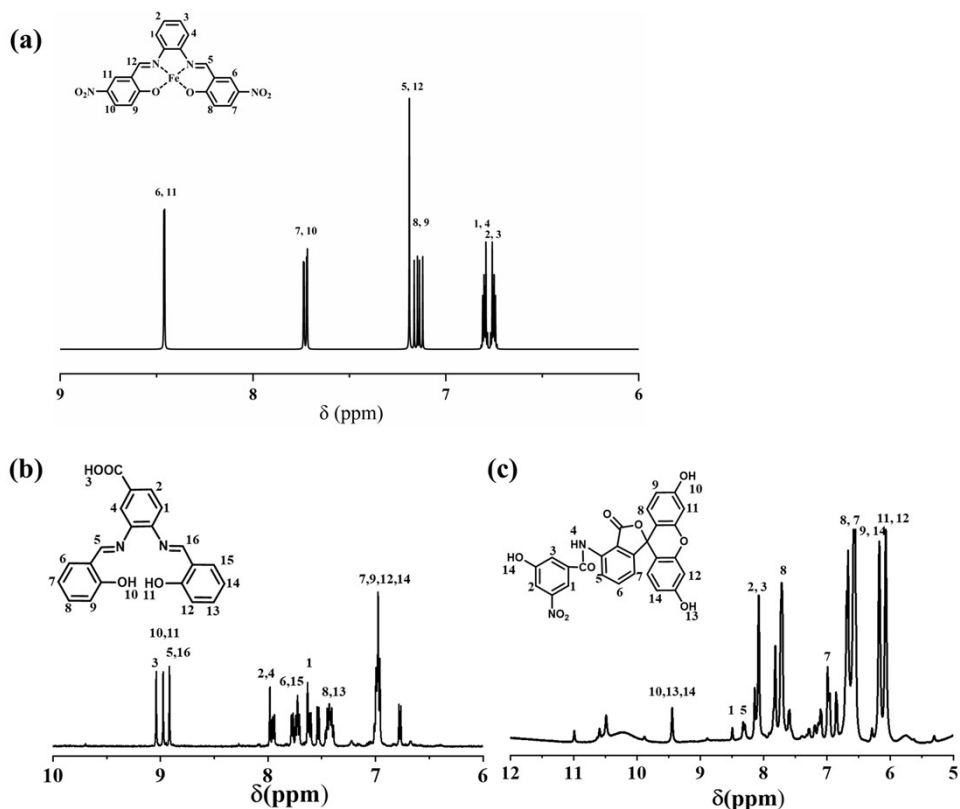 (a)
2 3
1 4
12 N N 5
11 Fe 6
O₂N O O NO₂
10 9 8 7
5, 12
6, 11
7, 10
8, 9
1, 4
2, 3
9 8 7 6
δ (ppm)
(b)
HOOC
3 2
4 1
5 N N 16
6 15
7 OH HO 14
8 9 10 11 12 13
7,9,12,14
10,11
3 5,16
2,4 6,15 1 8,13
10 9 8 7 6
δ(ppm)
(c)
OH
9 10
8 11
O O
4 O
HN 3
HO 12
14 C
2 O 5 7
1 6 14 OH
NO₂ 13
8, 7 11, 12
9, 14
8
2, 3
7
10,13,14
1 5
12 11 10 9 8 7 6 5
δ(ppm)